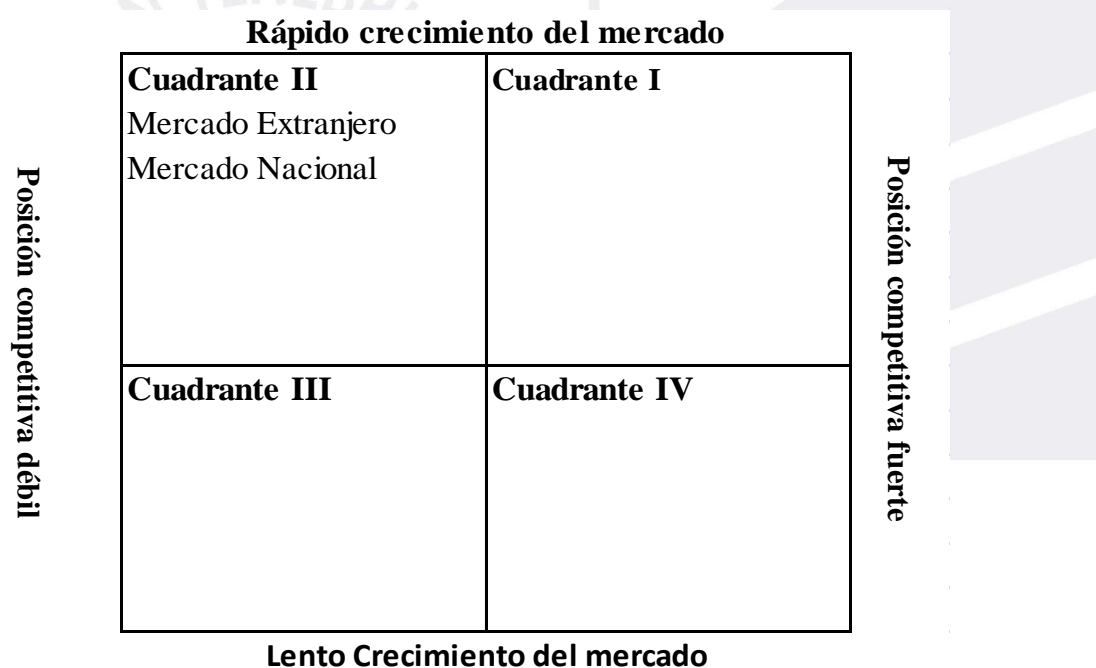 Rápido crecimiento del mercado
Cuadrante II
Mercado Extranjero
Mercado Nacional
Cuadrante I
Posición competitiva débil
Posición competitiva fuerte
Cuadrante III
Cuadrante IV
Lento Crecimiento del mercado